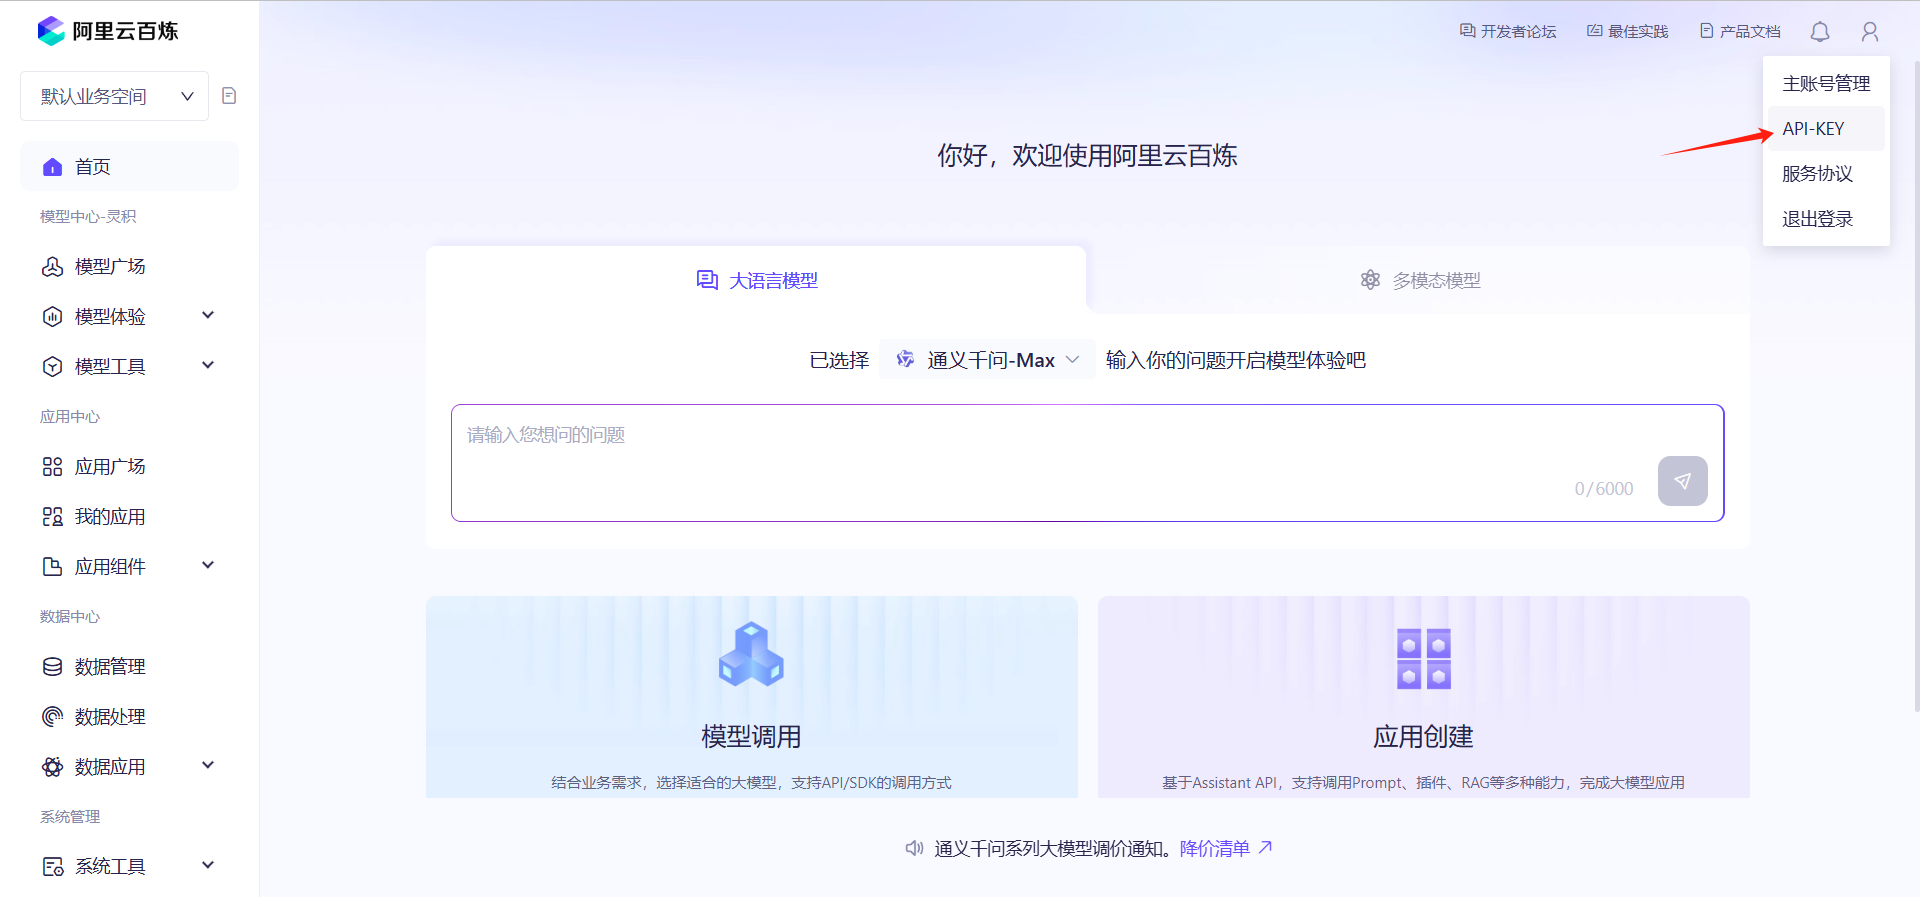 阿里云百炼
开发者论坛
最佳实践
产品文档
默认业务空间
主账号管理
API-KEY
服务协议
退出登录
首页
模型中心-灵积
模型广场
模型体验
模型工具
应用中心
应用广场
我的应用
应用组件
数据中心
数据管理
数据处理
数据应用
系统管理
系统工具
你好，欢迎使用阿里云百炼
大语言模型
多模态模型
已选择 通义千问-Max 输入你的问题开启模型体验吧
请输入您想问的问题
0/6000
模型调用
结合业务需求，选择适合的大模型，支持API/SDK的调用方式
应用创建
基于Assistant API，支持调用Prompt、插件、RAG等多种能力，完成大模型应用
通义千问系列大模型调价通知。降价清单